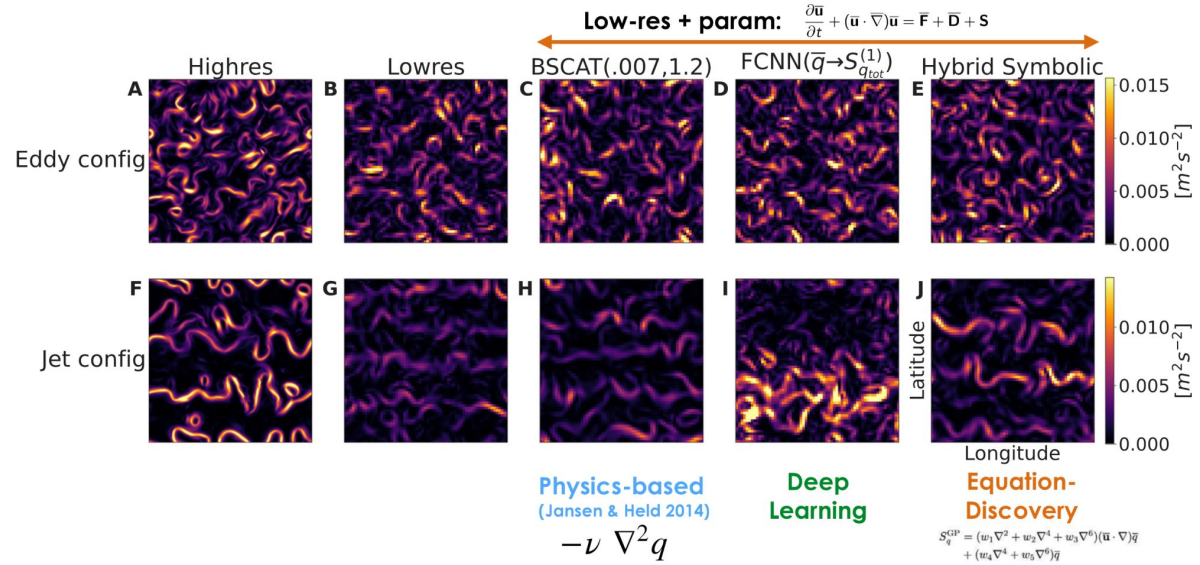 Low-res + param: ∂ū/∂t + (ū · ∇̄)ū = F̄ + D̄ + S
Highres
Lowres
BSCAT(.007,1.2)
FCNN(q̄→S_{q_tot}^{(1)})
Hybrid Symbolic
A
B
C
D
E
Eddy config
0.015
0.010
0.005
0.000
[m²s⁻²]
F
G
H
I
J
Jet config
Latitude
Longitude
0.010
0.005
0.000
[m²s⁻²]
Physics-based
(Jansen & Held 2014)
−ν ∇²q
Deep
Learning
Equation-
Discovery
S_q^{GP} = (w₁∇² + w₂∇⁴ + w₃∇⁶)(ū · ∇)q̄
+ (w₄∇⁴ + w₅∇⁶)q̄